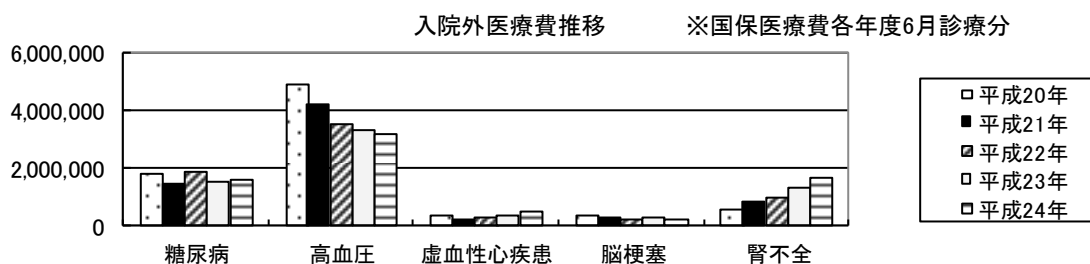 入院外医療費推移 ※国保医療費各年度6月診療分
6,000,000
4,000,000
2,000,000
0
糖尿病 高血圧 虚血性心疾患 脳梗塞 腎不全
平成20年
平成21年
平成22年
平成23年
平成24年